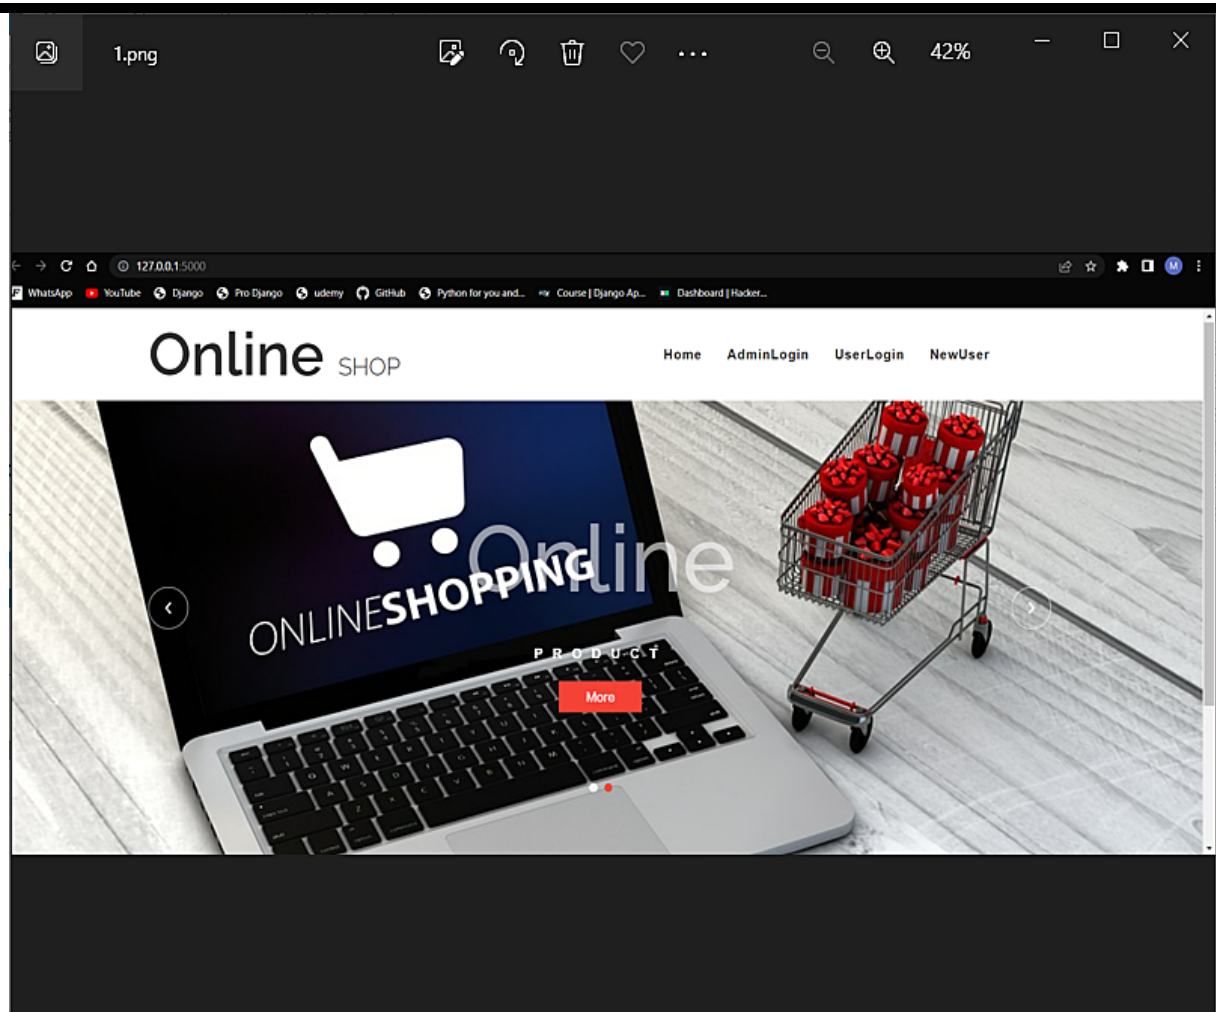 1.png
42%
127.0.0.1:5000
M
WhatsApp YouTube Django Pro Django udemy GitHub Python for you and... Course | Django Ap... Dashboard | Hacker...
Online SHOP
Home AdminLogin UserLogin NewUser
Online
ONLINESHOPPING
PRODUCT
More